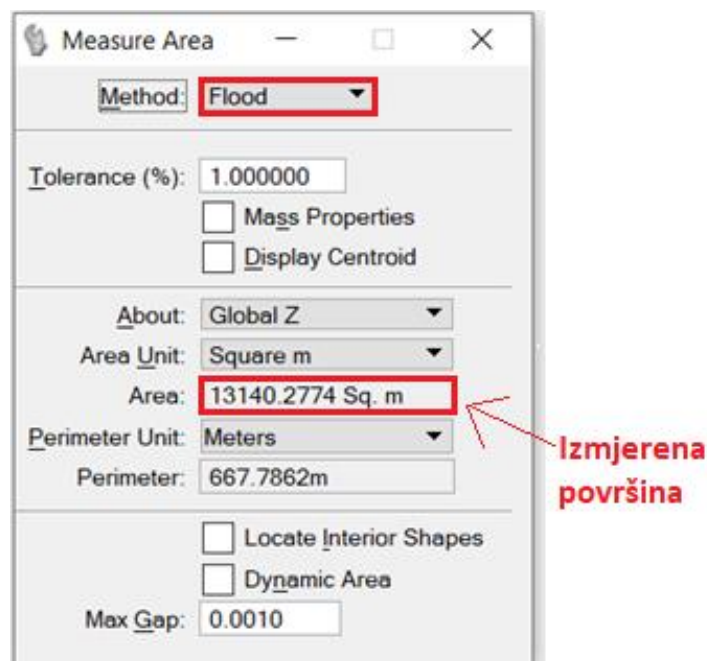 Measure Area
Method: Flood
Tolerance (%): 1.000000
Mass Properties
Display Centroid
About: Global Z
Area Unit: Square m
Area: 13140.2774 Sq. m
Perimeter Unit: Meters
Perimeter: 667.7862m
Izmjerena
površina
Locate Interior Shapes
Dynamic Area
Max Gap: 0.0010